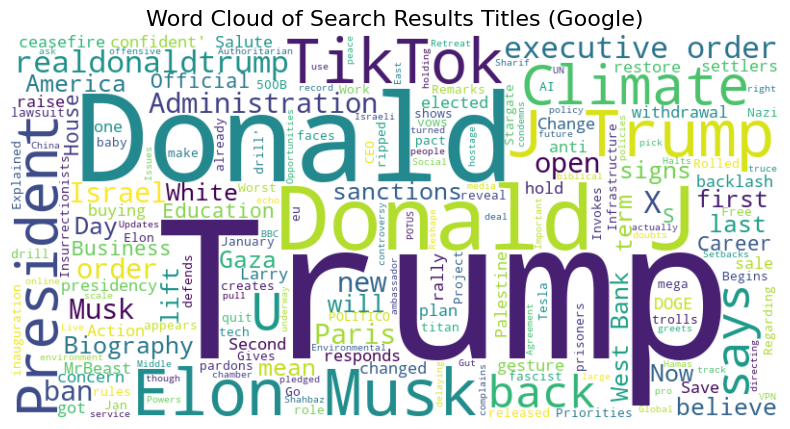 Word Cloud of Search Results Titles (Google)
ceasefire confident' Salute TikTok executive order
ask offensive Authoritarian use peace East Retreat holding Sharif UN right
realdonaldtrump 500B record Work Remarks Climate restore settlers
America Official Israeli elected Stargate AI
raise Administration Donald vows condemns J Trump withdrawal Nazi
lawsuit House one baby drill' shows Opportunities faces CEO ripped pact turned people hostage Change future policy pick Halts truce
China Explained already make Issues Social anti Rolled policies
President Insurrectionists Israel White Worst sanctions open signs backlash
buying Education echo eu media reveal biblical deal hold Invokes Infrastructure term X S first last
Day Updates Elon January BBC Donald J POTUS Reshape Important doubts actually Free Career Setbacks
Business drill order Gaza Larry controversy ambassador new rally Project Palestine sale Begins
presidency lift defends creates pull Trump U will POLITICO plan Tesla mega DOGE trolls Regarding
inauguration online scale Musk Live Action quit tech underway Paris titan prisoners West Bank greets says
Biography appears Second Gives Environmental responds Agreement gesture Hamas
environment MrBeast Middle pardons mean changed Gut fascist Now track directing
concern though chamber pledged delaying complains large Save pro VPN
ban rules Powers Go Shahbaz Elon Musk back released Priorities believe
got Jan service role Global